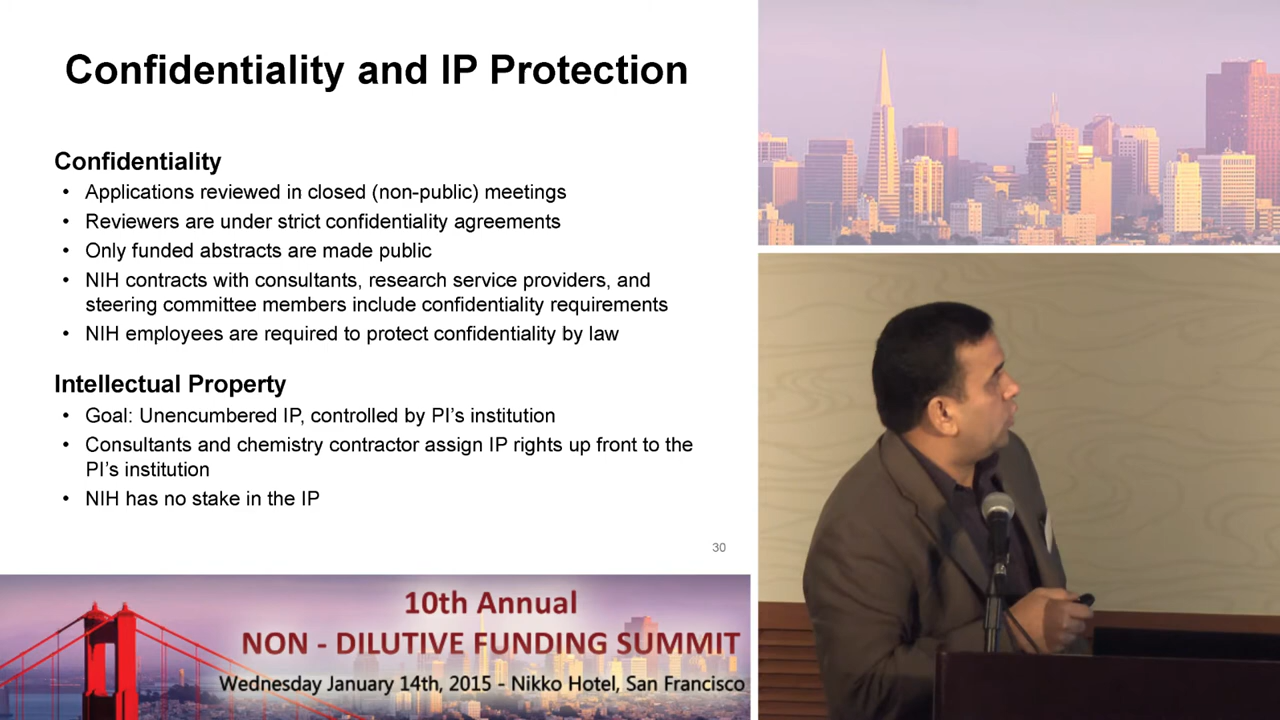 Confidentiality and IP Protection
Confidentiality
• Applications reviewed in closed (non-public) meetings
• Reviewers are under strict confidentiality agreements
• Only funded abstracts are made public
• NIH contracts with consultants, research service providers, and
steering committee members include confidentiality requirements
• NIH employees are required to protect confidentiality by law
Intellectual Property
• Goal: Unencumbered IP, controlled by PI's institution
• Consultants and chemistry contractor assign IP rights up front to the
PI's institution
• NIH has no stake in the IP
30
10th Annual
NON - DILUTIVE FUNDING SUMMIT
Wednesday January 14th, 2015 - Nikko Hotel, San Francisco